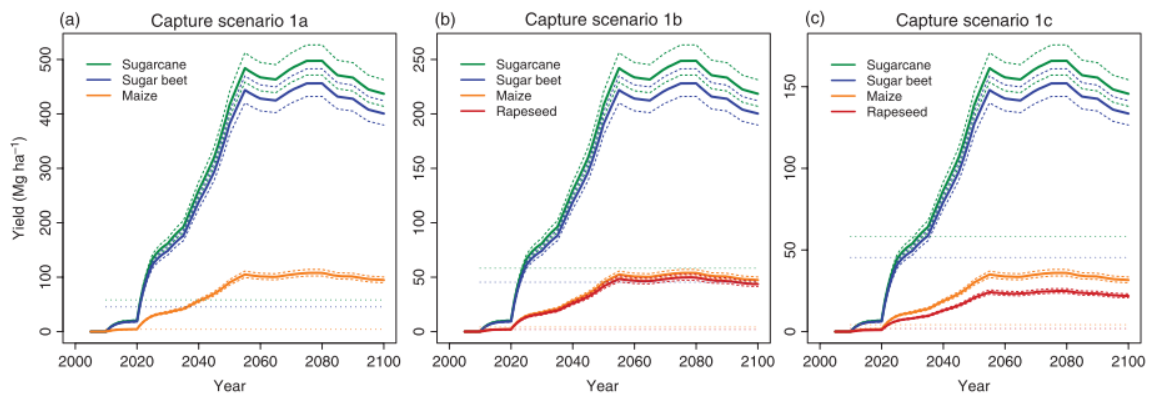 (a) Capture scenario 1a
Sugarcane
Sugar beet
Maize
Yield (Mg ha⁻¹)
0 100 200 300 400 500
2000 2020 2040 2060 2080 2100
Year
(b) Capture scenario 1b
Sugarcane
Sugar beet
Maize
Rapeseed
0 50 100 150 200 250
2000 2020 2040 2060 2080 2100
Year
(c) Capture scenario 1c
Sugarcane
Sugar beet
Maize
Rapeseed
0 50 100 150
2000 2020 2040 2060 2080 2100
Year